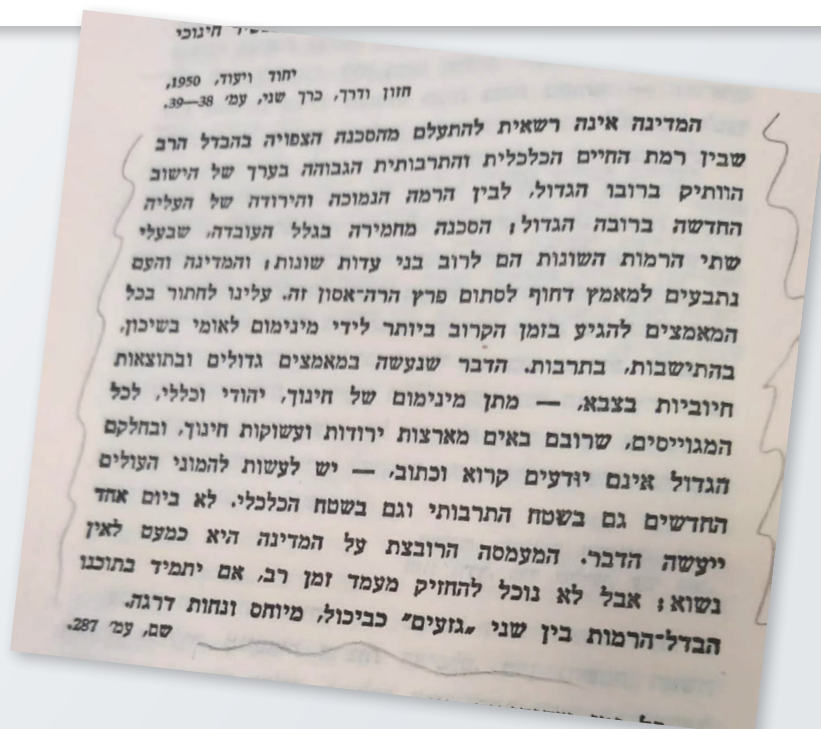 חינוכי
יחוד ויעוד, 1950,
חזון ודרך, כרך שני, עמ' 38—39.
המדינה אינה רשאית להתעלם מהסכנה הצפויה בהבדל הרב
שבין רמת החיים הכלכלית והתרבותית הגבוהה בערך של הישוב
הוותיק ברובו הגדול, לבין הרמה הנמוכה והירודה של העליה
החדשה ברובה הגדול; הסכנה מחמירה בגלל העובדה, שבעלי
שתי הרמות השונות הם לרוב בני עדות שונות; והמדינה והעם
נתבעים למאמץ דחוף לסתום פרץ הרה־אסון זה. עלינו לחתור בכל
המאמצים להגיע בזמן הקרוב ביותר לידי מינימום לאומי בשיכון,
בהתישבות, בתרבות. הדבר שנעשה במאמצים גדולים ובתוצאות
חיוביות בצבא, — מתן מינימום של חינוך, יהודי וכללי, לכל
המגוייסים, שרובם באים מארצות ירודות ועשוקות חינוך, ובחלקם
הגדול אינם יודעים קרוא וכתוב, — יש לעשות להמוני העולים
החדשים גם בשטח התרבותי וגם בשטח הכלכלי. לא ביום אחד
ייעשה הדבר. המעמסה הרובצת על המדינה היא כמעט לאין
נשוא; אבל לא נוכל להחזיק מעמד זמן רב, אם יתמיד בתוכנו
הבדל־הרמות בין שני „גזעים" כביכול, מיוחס ונחות דרגה.
שם, עמ' 287.